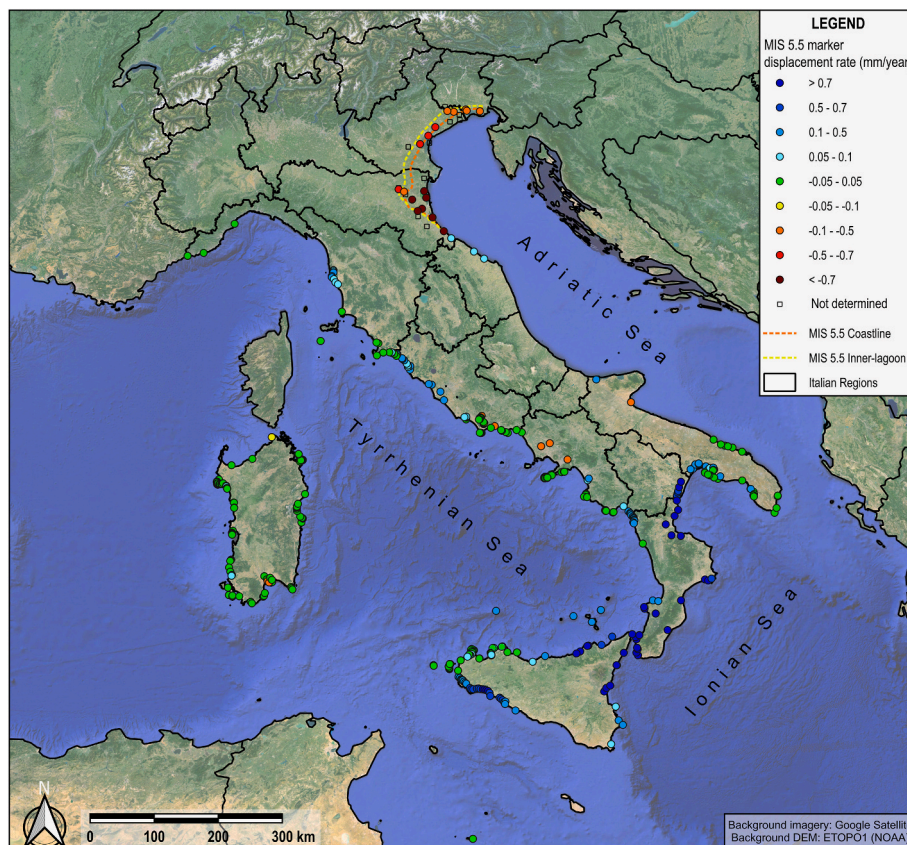 LEGEND
MIS 5.5 marker
displacement rate (mm/year
> 0.7
0.5 - 0.7
0.1 - 0.5
0.05 - 0.1
-0.05 - 0.05
-0.05 - -0.1
-0.1 - -0.5
-0.5 - -0.7
< -0.7
Not determined
MIS 5.5 Coastline
MIS 5.5 Inner-lagoon
Italian Regions
Adriatic Sea
Tyrrhenian Sea
Ionian Sea
N
0 100 200 300 km
Background imagery: Google Satellit
Background DEM: ETOPO1 (NOAA